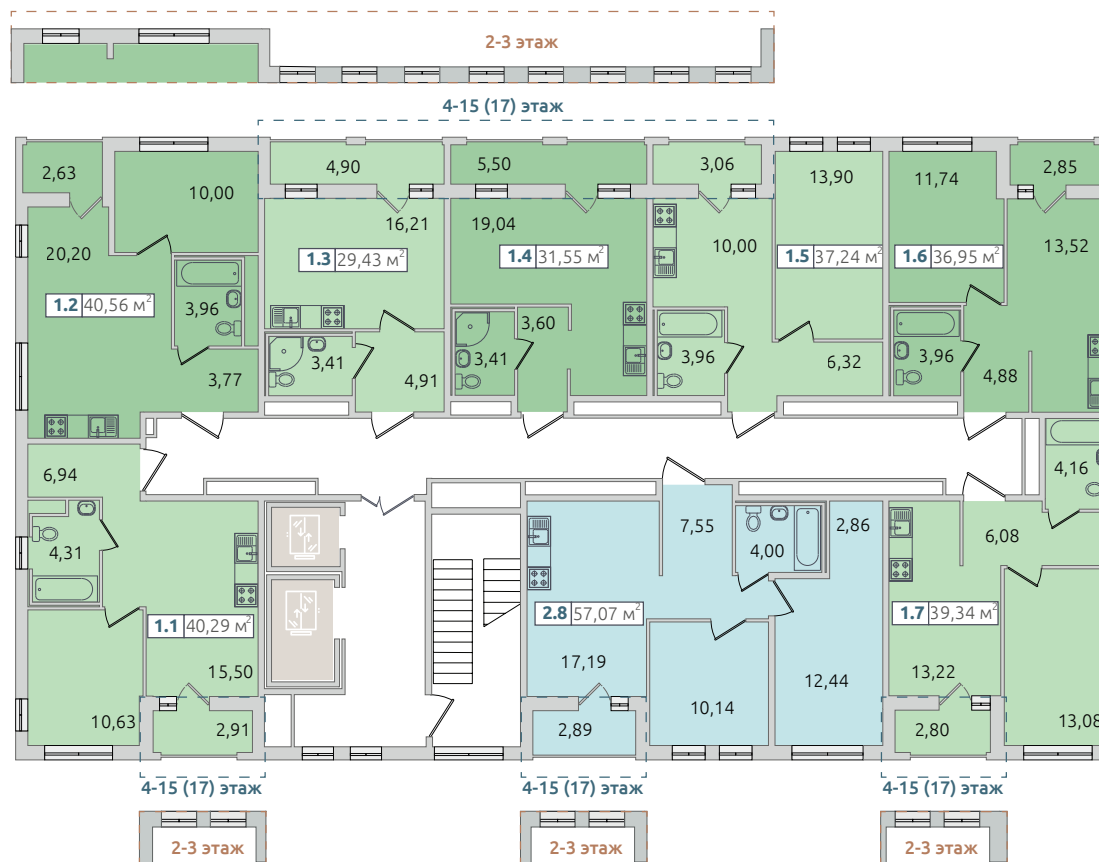 2-3 этаж
4-15 (17) этаж
2,63
10,00
4,90
5,50
3,06
13,90
11,74
2,85
20,20
16,21
19,04
10,00
13,52
1.2 40,56 м²
1.3 29,43 м²
1.4 31,55 м²
1.5 37,24 м²
1.6 36,95 м²
3,96
3,77
3,41
4,91
3,41
3,60
3,96
6,32
3,96
4,88
6,94
4,16
4,31
7,55
4,00
2,86
6,08
1.1 40,29 м²
2.8 57,07 м²
1.7 39,34 м²
15,50
17,19
12,44
13,22
10,63
2,91
2,89
10,14
2,80
13,08
4-15 (17) этаж
4-15 (17) этаж
4-15 (17) этаж
2-3 этаж
2-3 этаж
2-3 этаж